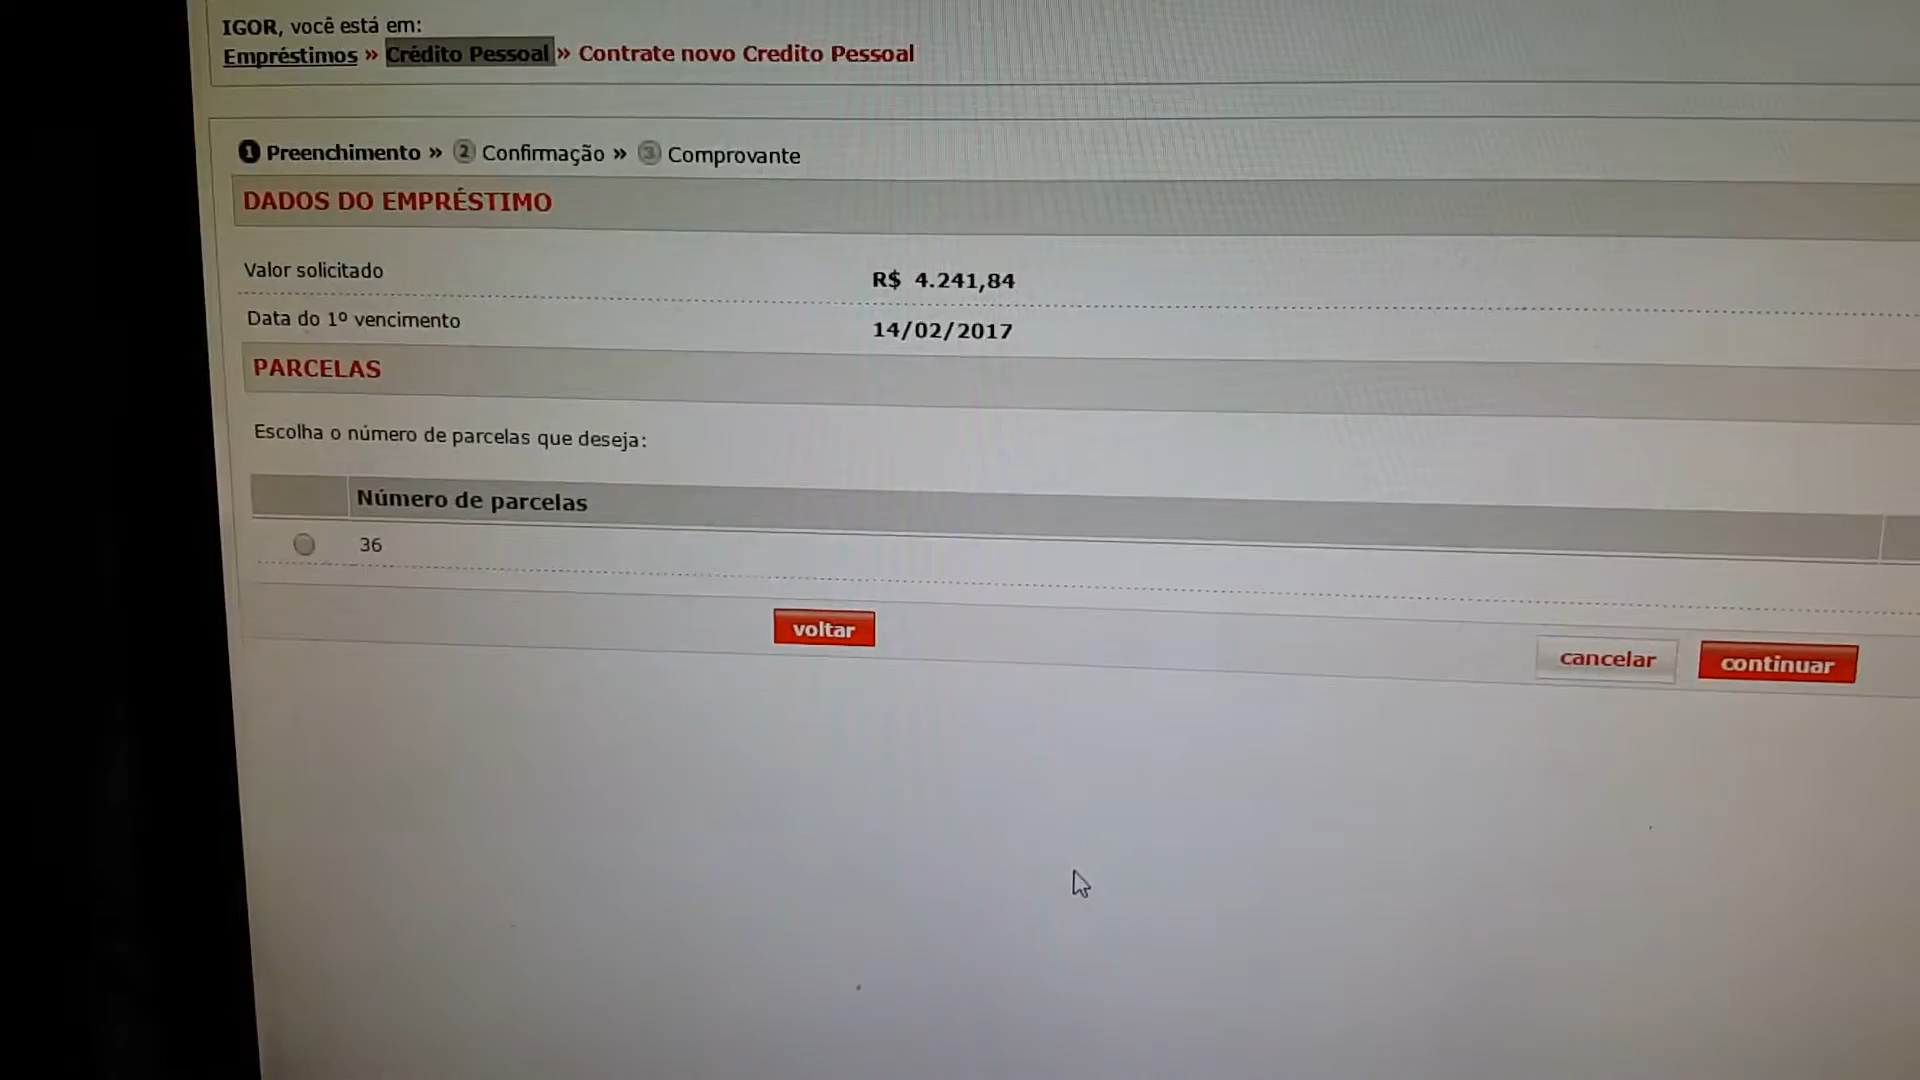 IGOR, você está em:
Empréstimos » Crédito Pessoal » Contrate novo Credito Pessoal
1 Preenchimento » 2 Confirmação » 3 Comprovante
DADOS DO EMPRÉSTIMO
Valor solicitado R$ 4.241,84
Data do 1º vencimento 14/02/2017
PARCELAS
Escolha o número de parcelas que deseja:
Número de parcelas
36
voltar cancelar continuar